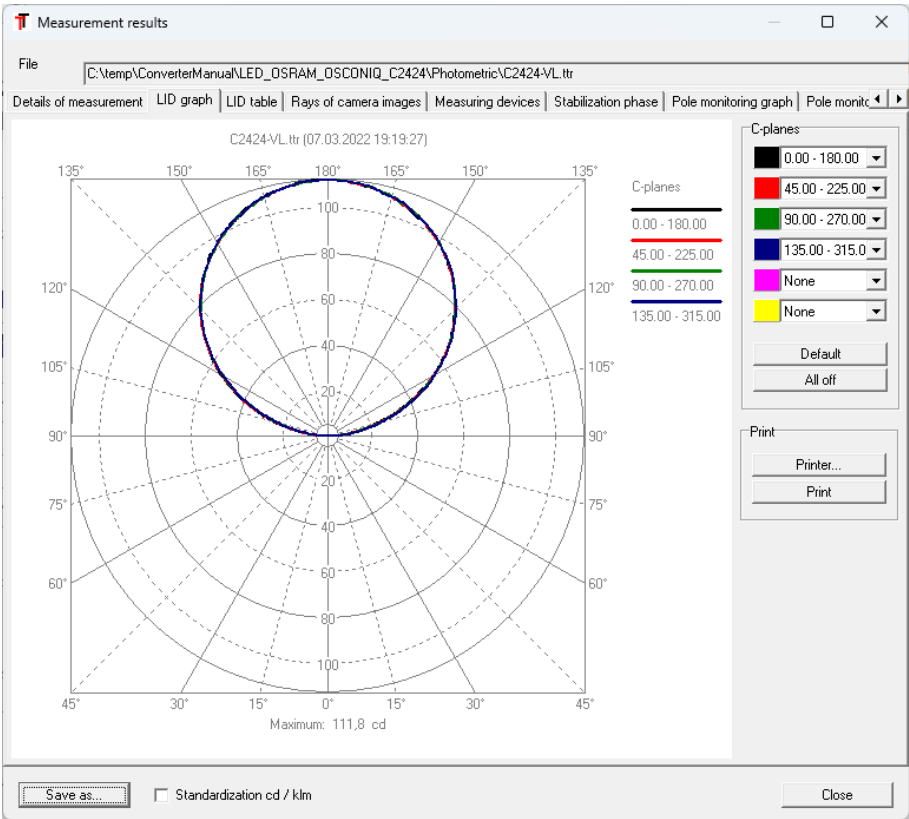 Measurement results
File
C:\temp\ConverterManual\LED_OSRAM_OSCONIQ_C2424\Photometric\C2424-VL.ttr
Details of measurement LID graph LID table Rays of camera images Measuring devices Stabilization phase Pole monitoring graph Pole monito
C2424-VL.ttr (07.03.2022 19:19:27)
135° 150° 165° 180° 165° 150° 135°
100
80
120° 60 120°
40
105° 20 105°
90° 90°
20
75° 40 75°
60
60° 80 60°
100
45° 30° 15° 0° 15° 30° 45°
Maximum: 111,8 cd
C-planes
0.00 - 180.00
45.00 - 225.00
90.00 - 270.00
135.00 - 315.00
C-planes
0.00 - 180.00
45.00 - 225.00
90.00 - 270.00
135.00 - 315.0
None
None
Default
All off
Print
Printer...
Print
Save as... Standardization cd / klm Close